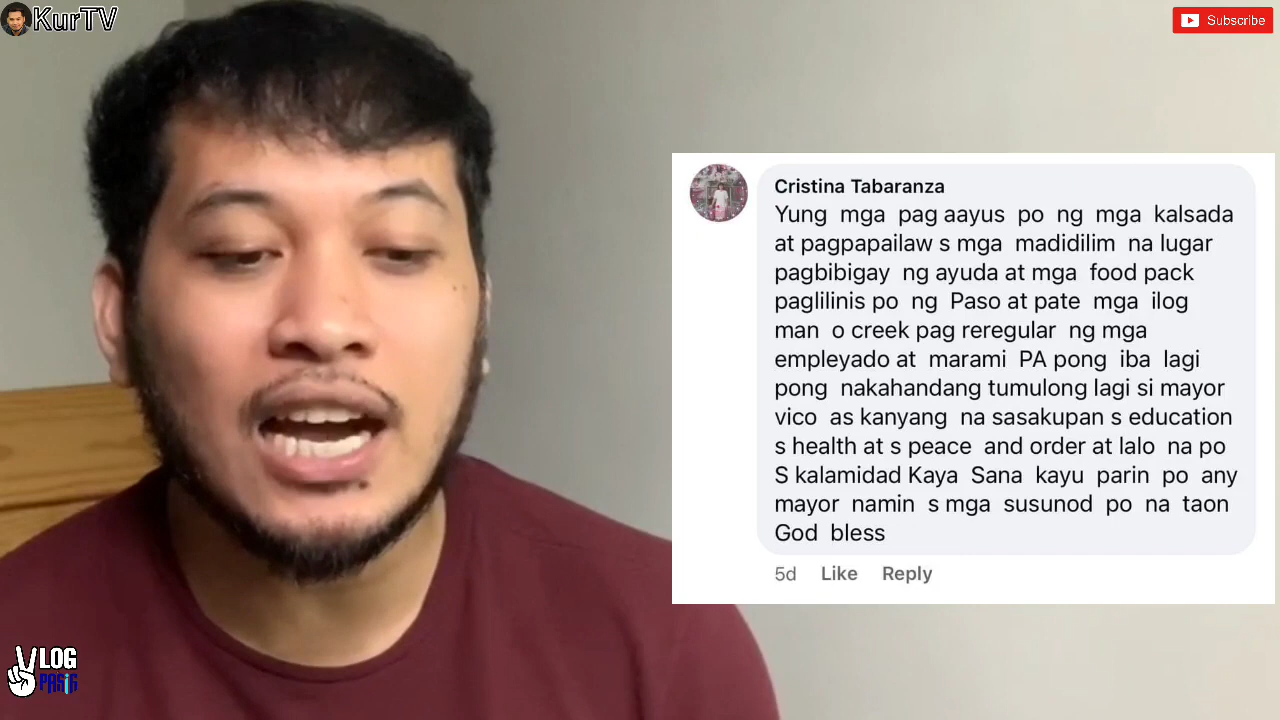 KurTV
Subscribe
Cristina Tabaranza
Yung mga pag aayus po ng mga kalsada
at pagpapailaw s mga madidilim na lugar
pagbibigay ng ayuda at mga food pack
paglilinis po ng Paso at pate mga ilog
man o creek pag reregular ng mga
empleyado at marami PA pong iba lagi
pong nakahandang tumulong lagi si mayor
vico as kanyang na sasakupan s education
s health at s peace and order at lalo na po
S kalamidad Kaya Sana kayu parin po any
mayor namin s mga susunod po na taon
God bless
5d Like Reply
VLOG
PASIG